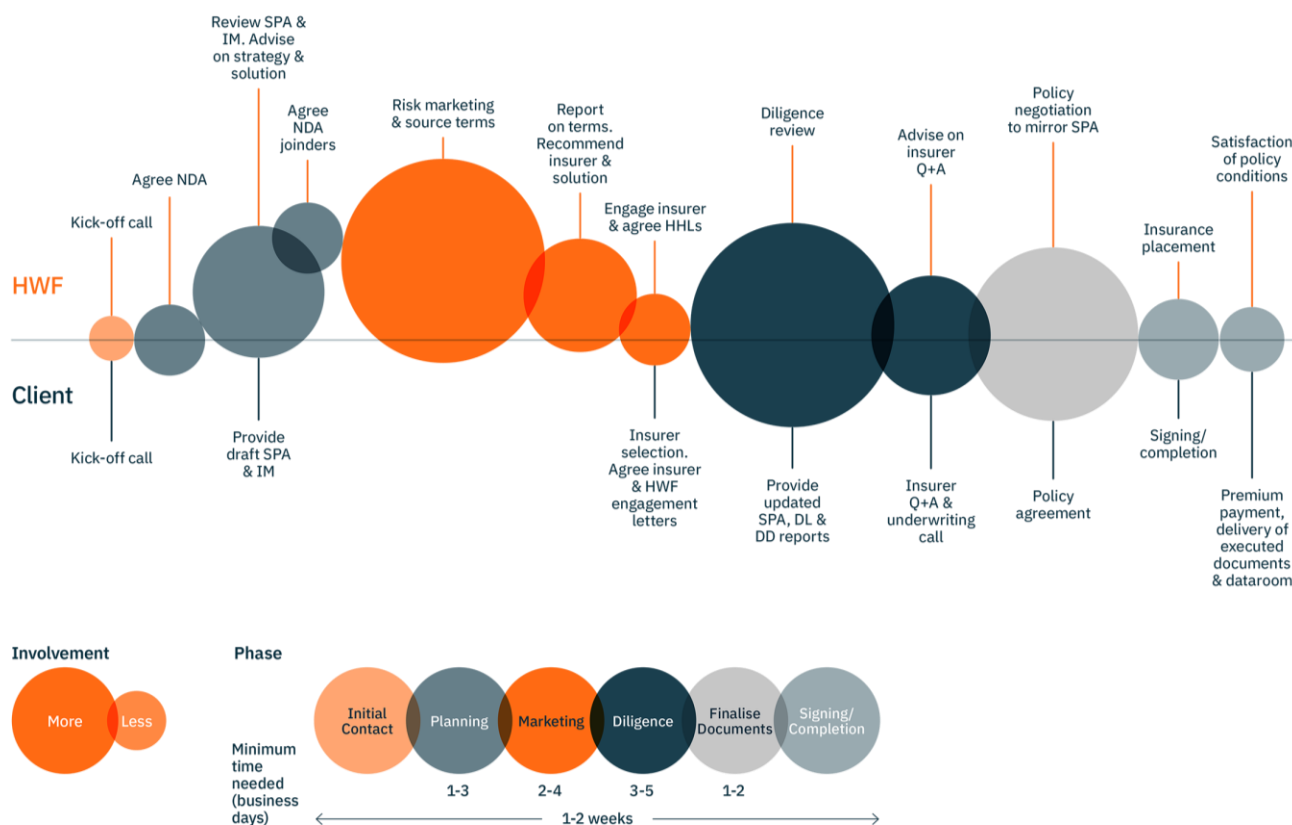 Kick-off call
Agree NDA
Review SPA &
IM. Advise
on strategy &
solution
Agree
NDA
joinders
Risk marketing
& source terms
Report
on terms.
Recommend
insurer &
solution
Engage insurer
& agree HHLs
Diligence
review
Advise on
insurer
Q+A
Policy
negotiation
to mirror SPA
Insurance
placement
Satisfaction
of policy
conditions
HWF
Client
Kick-off call
Provide
draft SPA
& IM
Insurer
selection.
Agree insurer
& HWF
engagement
letters
Provide
updated
SPA, DL &
DD reports
Insurer
Q+A &
underwriting
call
Policy
agreement
Signing/
completion
Premium
payment,
delivery of
executed
documents
& dataroom
Involvement
More
Less
Phase
Initial
Contact
Planning
Marketing
Diligence
Finalise
Documents
Signing/
Completion
Minimum
time
needed
(business
days)
1-3
2-4
3-5
1-2
1-2 weeks